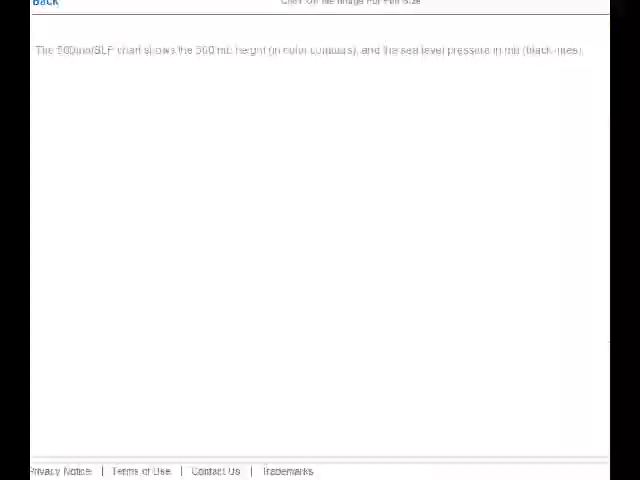 Back Click On the Image For Full Size
The 500mb/SLP chart shows the 500 mb height (in color contours), and the sea level pressure in mb (black lines).
Privacy Notice | Terms of Use | Contact Us | Trademarks